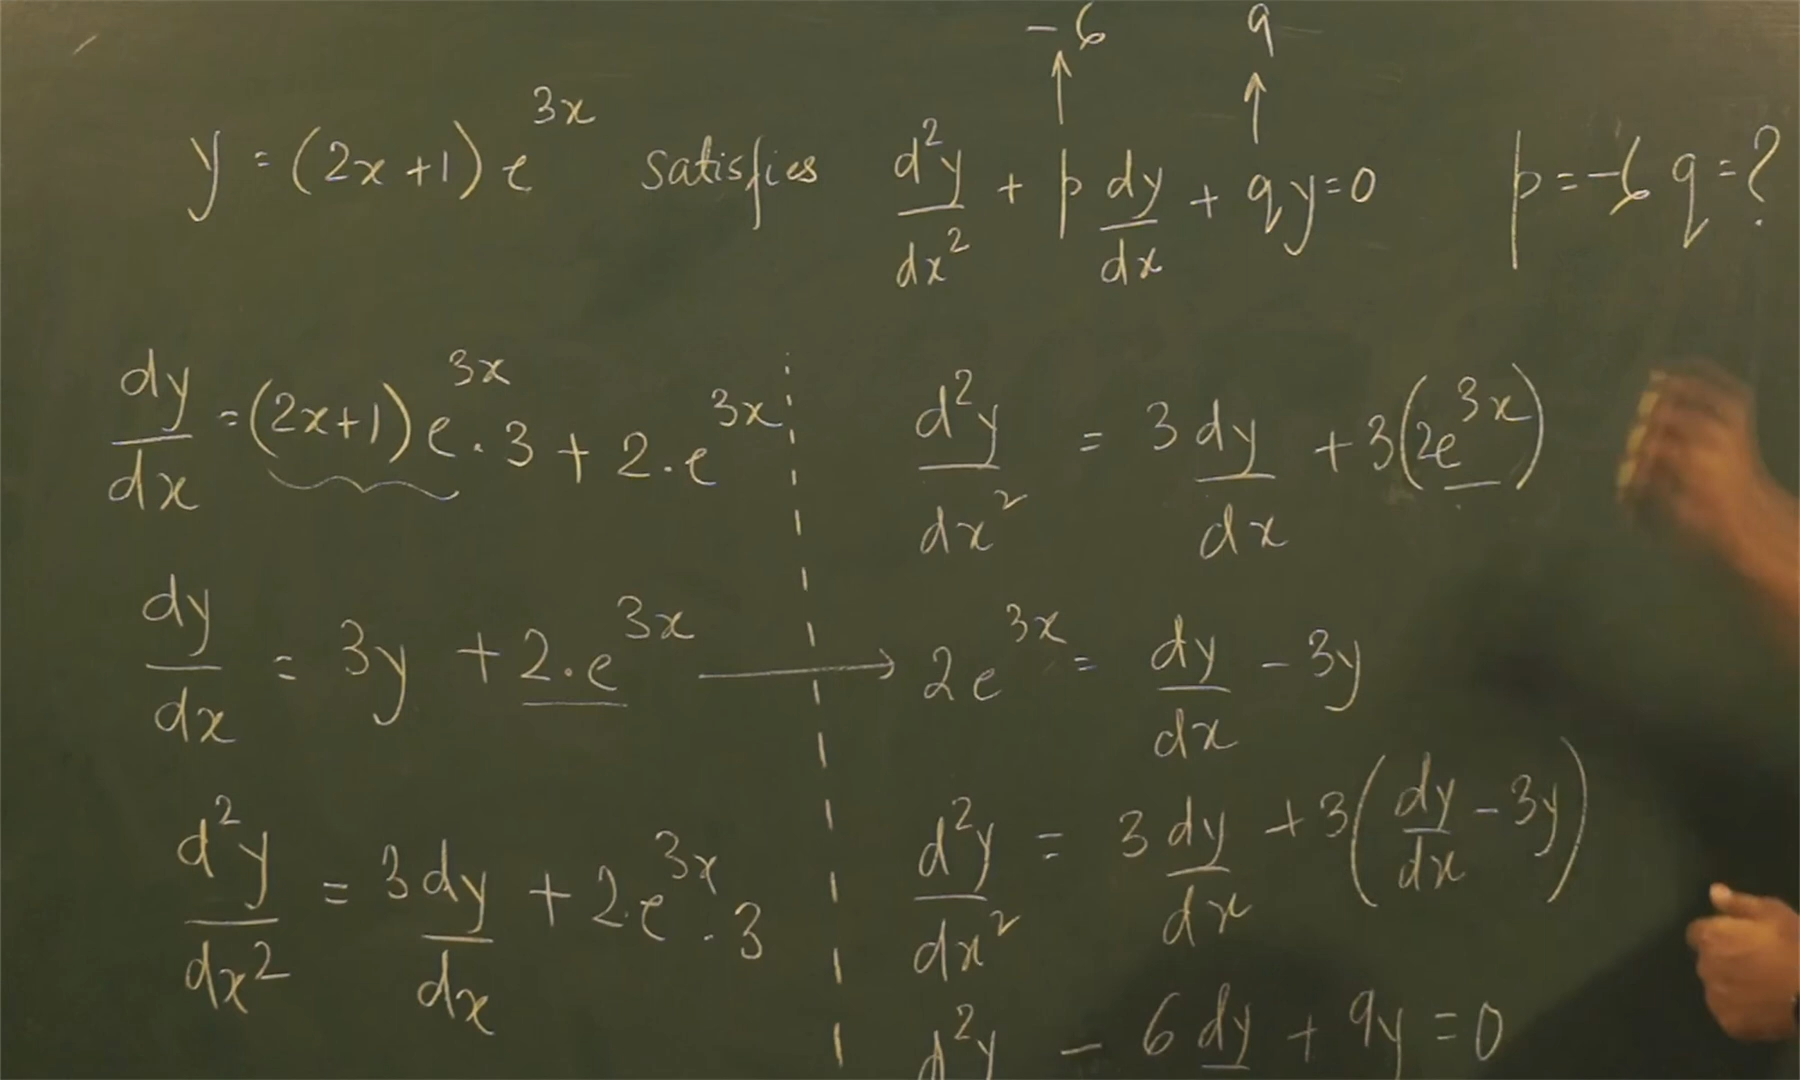 -6 9
y = (2x+1) e^{3x} satisfies d²y/dx² + p dy/dx + qy = 0 p = -6 q = ?
dy/dx = (2x+1) e^{3x} . 3 + 2 . e^{3x}
dy/dx = 3y + 2 . e^{3x} →
d²y/dx² = 3 dy/dx + 2 . e^{3x} . 3
d²y/dx² = 3 dy/dx + 3(2e^{3x})
2e^{3x} = dy/dx - 3y
d²y/dx² = 3 dy/dx + 3(dy/dx - 3y)
d²y - 6 dy + 9y = 0